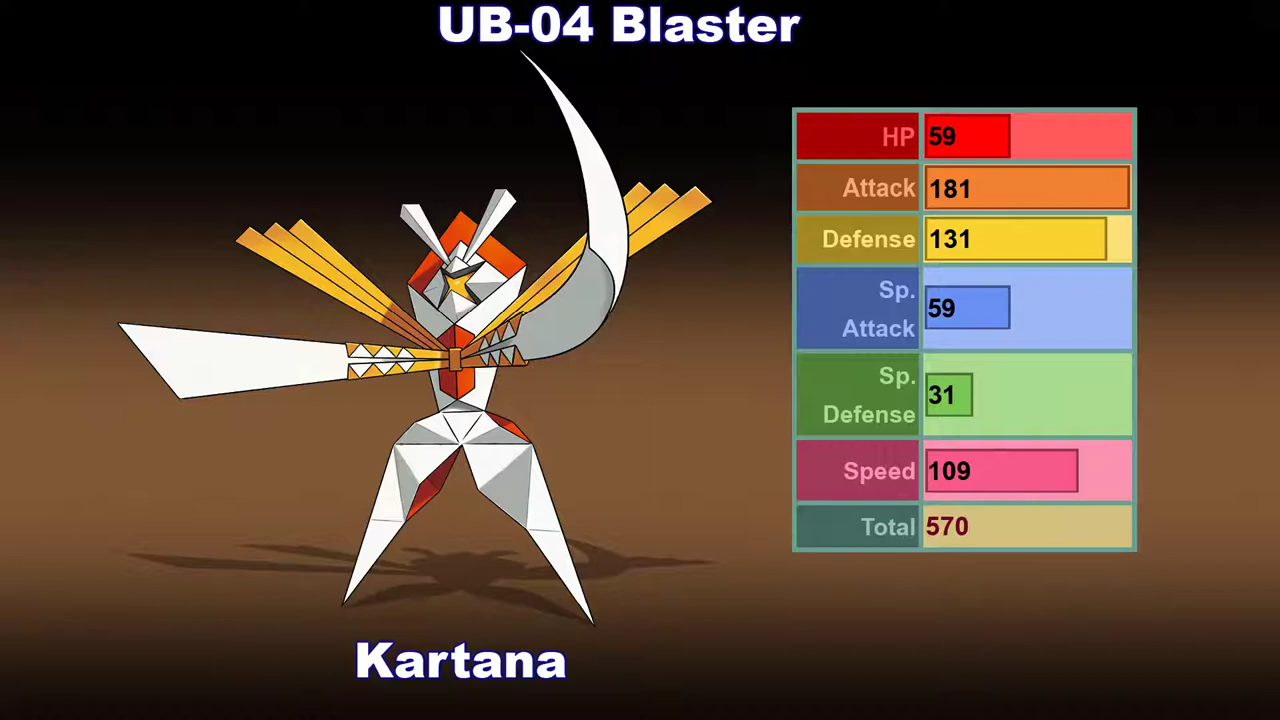 UB-04 Blaster
HP 59
Attack 181
Defense 131
Sp.
Attack 59
Sp.
Defense 31
Speed 109
Total 570
Kartana